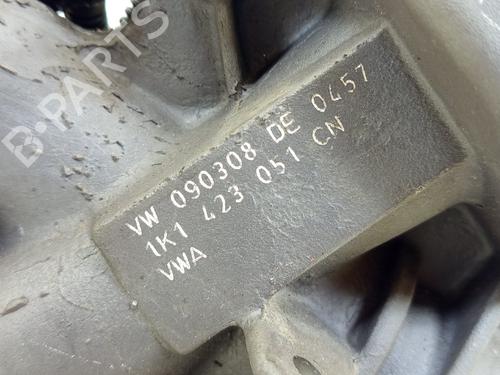 B-PARTS
VW 090308 DE 0457
1K1 423 051 CN
VWA